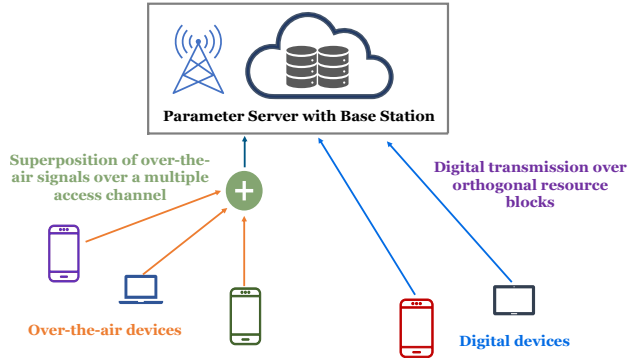 Parameter Server with Base Station
Superposition of over-the-
air signals over a multiple
access channel
Digital transmission over
orthogonal resource
blocks
Over-the-air devices
Digital devices